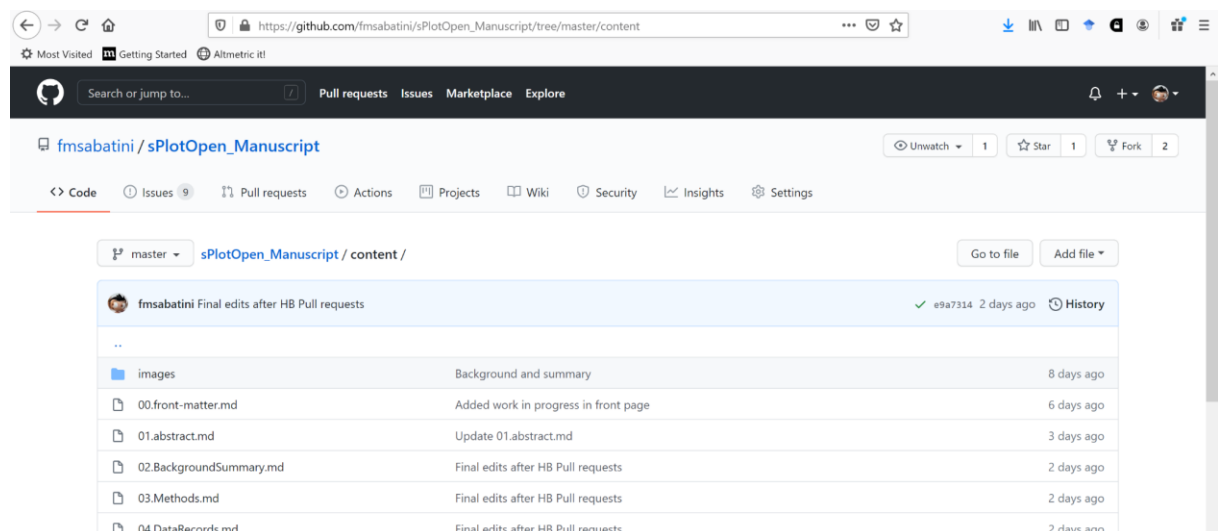 https://github.com/fmsabatini/sPlotOpen_Manuscript/tree/master/content
Most Visited m Getting Started Altmetric it!
Search or jump to... / Pull requests Issues Marketplace Explore
fmsabatini / sPlotOpen_Manuscript Unwatch 1 Star 1 Fork 2
<> Code Issues 9 Pull requests Actions Projects Wiki Security Insights Settings
master sPlotOpen_Manuscript / content / Go to file Add file
fmsabatini Final edits after HB Pull requests e9a7314 2 days ago History
..
images Background and summary 8 days ago
00.front-matter.md Added work in progress in front page 6 days ago
01.abstract.md Update 01.abstract.md 3 days ago
02.BackgroundSummary.md Final edits after HB Pull requests 2 days ago
03.Methods.md Final edits after HB Pull requests 2 days ago
04.DataRecords.md Final edits after HB Pull requests 2 days ago